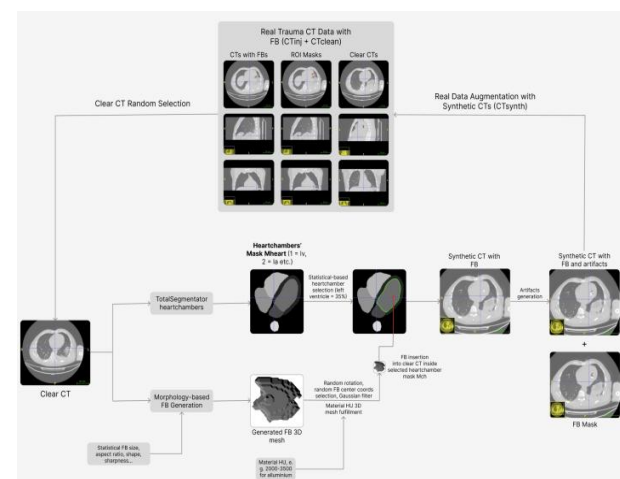 Real Trauma CT Data with
FB (CTinj + CTclean)
CTs with FBs
ROI Masks
Clear CTs
Clear CT Random Selection
Real Data Augmentation with
Synthetic CTs (CTsynth)
Heartchambers'
Mask Mheart (1 = lv,
2 = la etc.)
TotalSegmentator
heartchambers
Statistical-based
heartchamber
selection (left
ventricle > 35%)
Synthetic CT with
FB
Artifacts
generation
Synthetic CT with
FB and artifacts
+
FB Mask
FB insertion
into clear CT inside
selected heartchamber
mask Mch
Clear CT
Morphology-based
FB Generation
Generated FB 3D
mesh
Random rotation,
random FB center coords
selection, Gaussian filter
Material HU 3D
mesh fulfillment
Statistical FB size,
aspect ratio, shape,
sharpness...
Material HU, e.
g. 2500-3500
for alluminium